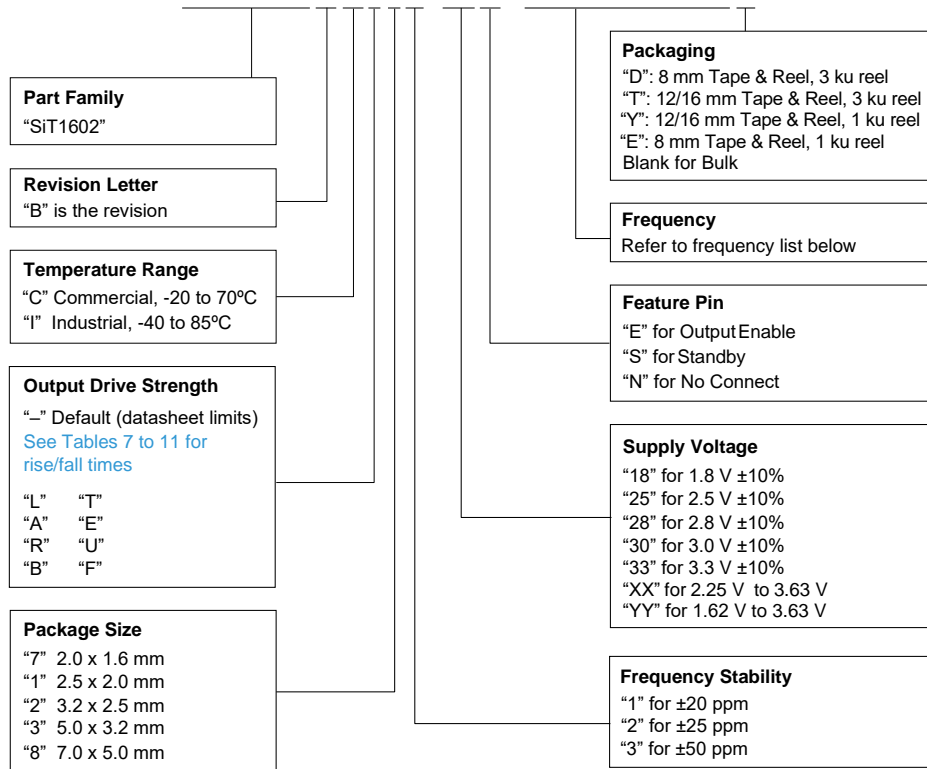 Part Family
“SiT1602”
Revision Letter
“B” is the revision
Temperature Range
“C” Commercial, -20 to 70ºC
“I” Industrial, -40 to 85ºC
Output Drive Strength
“–” Default (datasheet limits)
See Tables 7 to 11 for
rise/fall times
“L” “T”
“A” “E”
“R” “U”
“B” “F”
Package Size
“7” 2.0 x 1.6 mm
“1” 2.5 x 2.0 mm
“2” 3.2 x 2.5 mm
“3” 5.0 x 3.2 mm
“8” 7.0 x 5.0 mm
Packaging
“D”: 8 mm Tape & Reel, 3 ku reel
“T”: 12/16 mm Tape & Reel, 3 ku reel
“Y”: 12/16 mm Tape & Reel, 1 ku reel
“E”: 8 mm Tape & Reel, 1 ku reel
Blank for Bulk
Frequency
Refer to frequency list below
Feature Pin
“E” for Output Enable
“S” for Standby
“N” for No Connect
Supply Voltage
“18” for 1.8 V ±10%
“25” for 2.5 V ±10%
“28” for 2.8 V ±10%
“30” for 3.0 V ±10%
“33” for 3.3 V ±10%
“XX” for 2.25 V to 3.63 V
“YY” for 1.62 V to 3.63 V
Frequency Stability
“1” for ±20 ppm
“2” for ±25 ppm
“3” for ±50 ppm